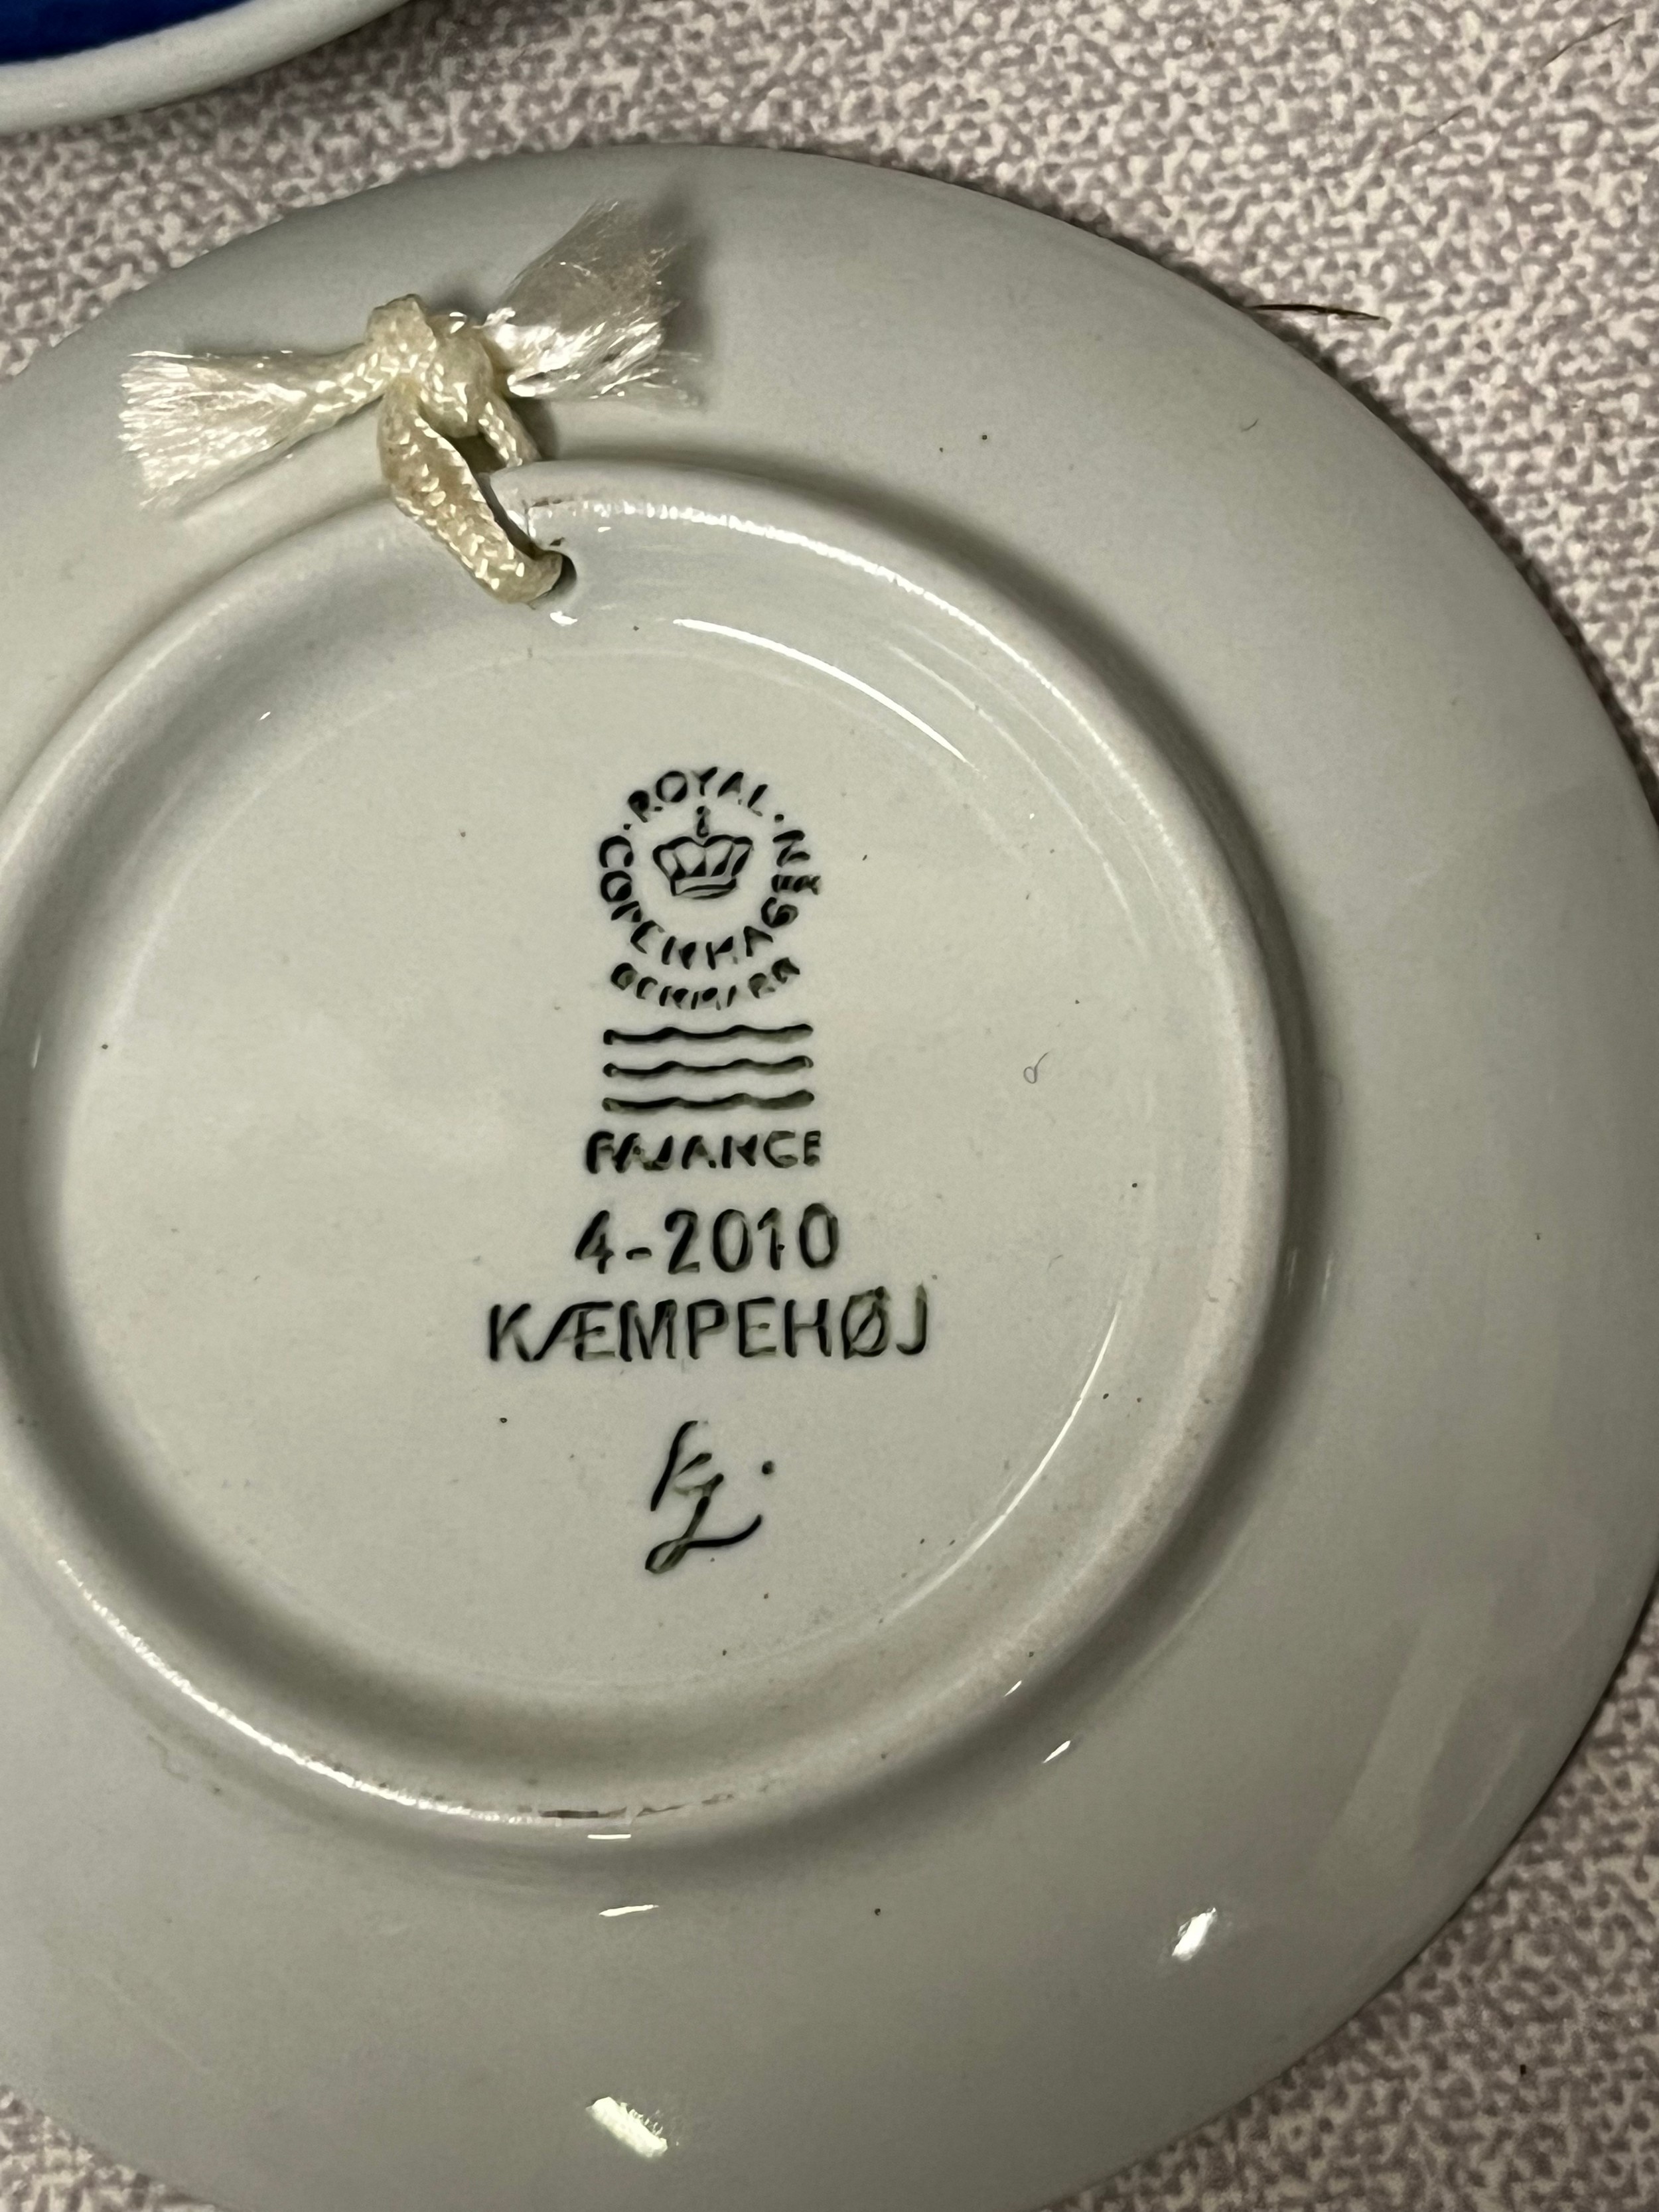 ROYAL · COPENHAGEN ·
DENMARK
FAJANCE
4-2010
KÆMPEHØJ